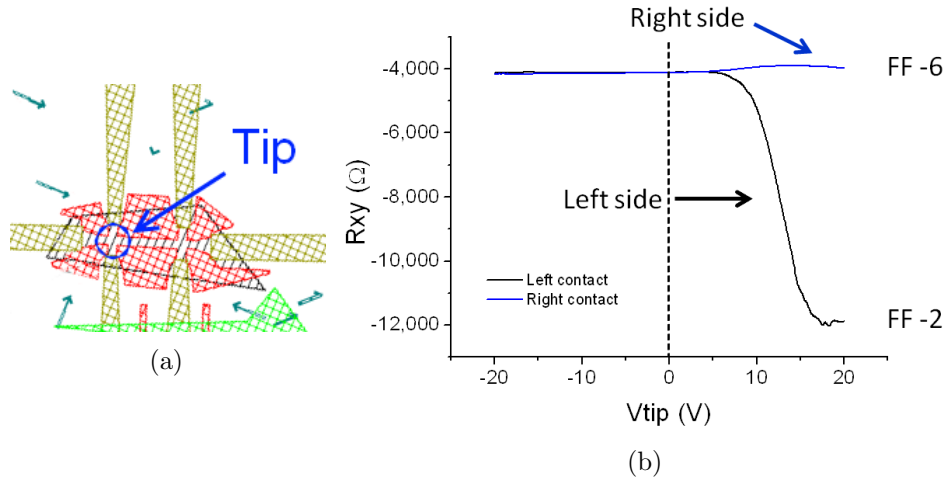 Tip
(a)
Right side
-4,000
-6,000
-8,000
-10,000
-12,000
Rxy (Ω)
FF -6
FF -2
Left side
Left contact
Right contact
-20
-10
0
10
20
Vtip (V)
(b)